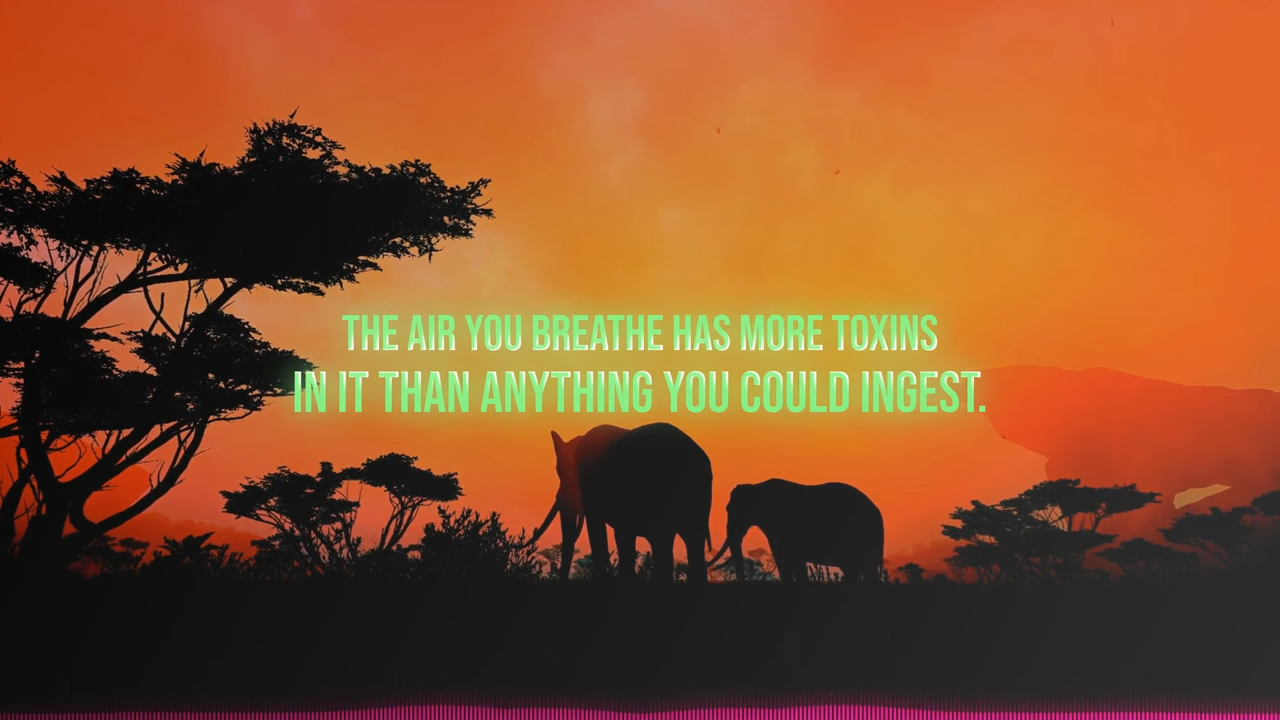 THE AIR YOU BREATHE HAS MORE TOXINS
IN IT THAN ANYTHING YOU COULD INGEST.